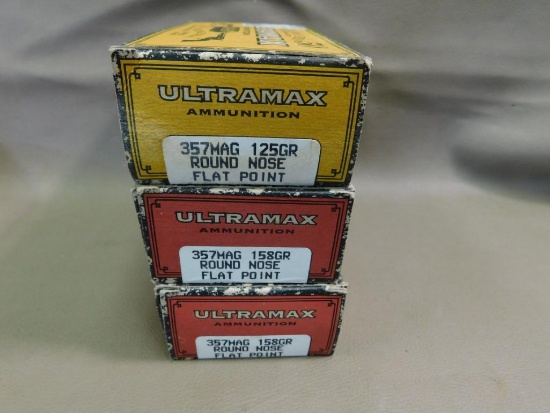 ULTRAMAX
AMMUNITION
357MAG 125GR
ROUND NOSE
FLAT POINT
ULTRAMAX
AMMUNITION
357MAG 158GR
ROUND NOSE
FLAT POINT
ULTRAMAX
AMMUNITION
357MAG 158GR
ROUND NOSE
FLAT POINT